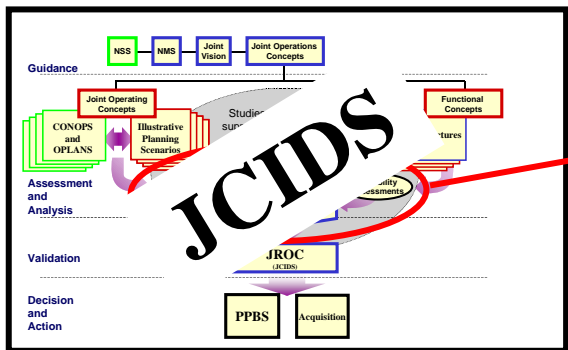 NSS
NMS
Joint
Vision
Joint Operations
Concepts
Guidance
Joint Operating
Concepts
Functional
Concepts
CONOPS
and
OPLANS
Illustrative
Planning
Scenarios
Studies
JCIDS
Assessment
and
Analysis
Validation
JROC
(JCIDS)
Decision
and
Action
PPBS
Acquisition